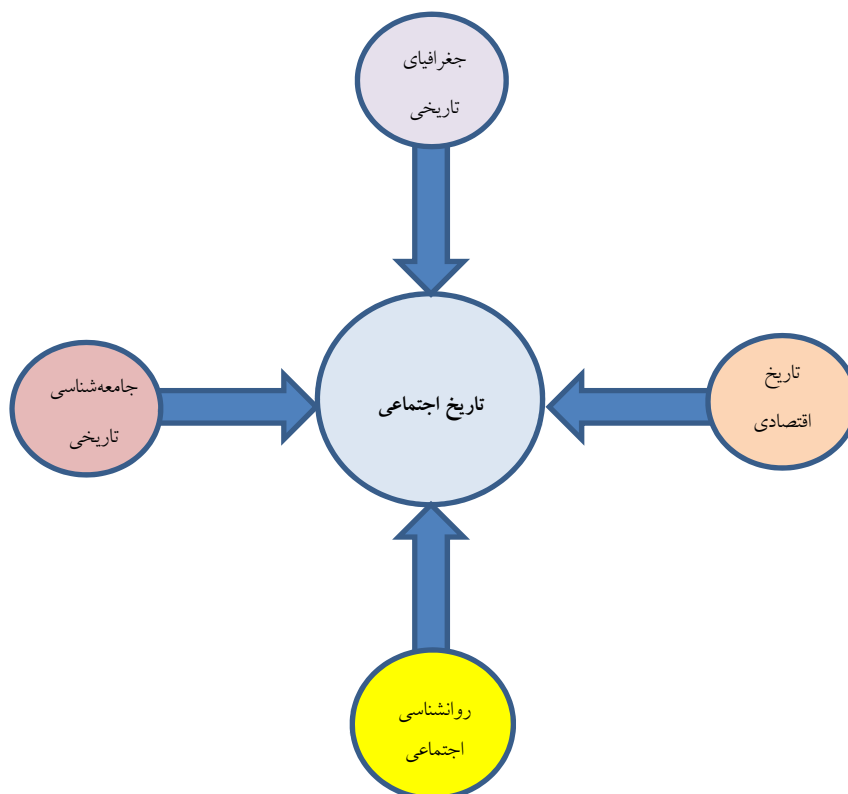 جغرافیای
تاریخی
تاریخ
اقتصادی
تاریخ اجتماعی
جامعه‌شناسی
تاریخی
روانشناسی
اجتماعی